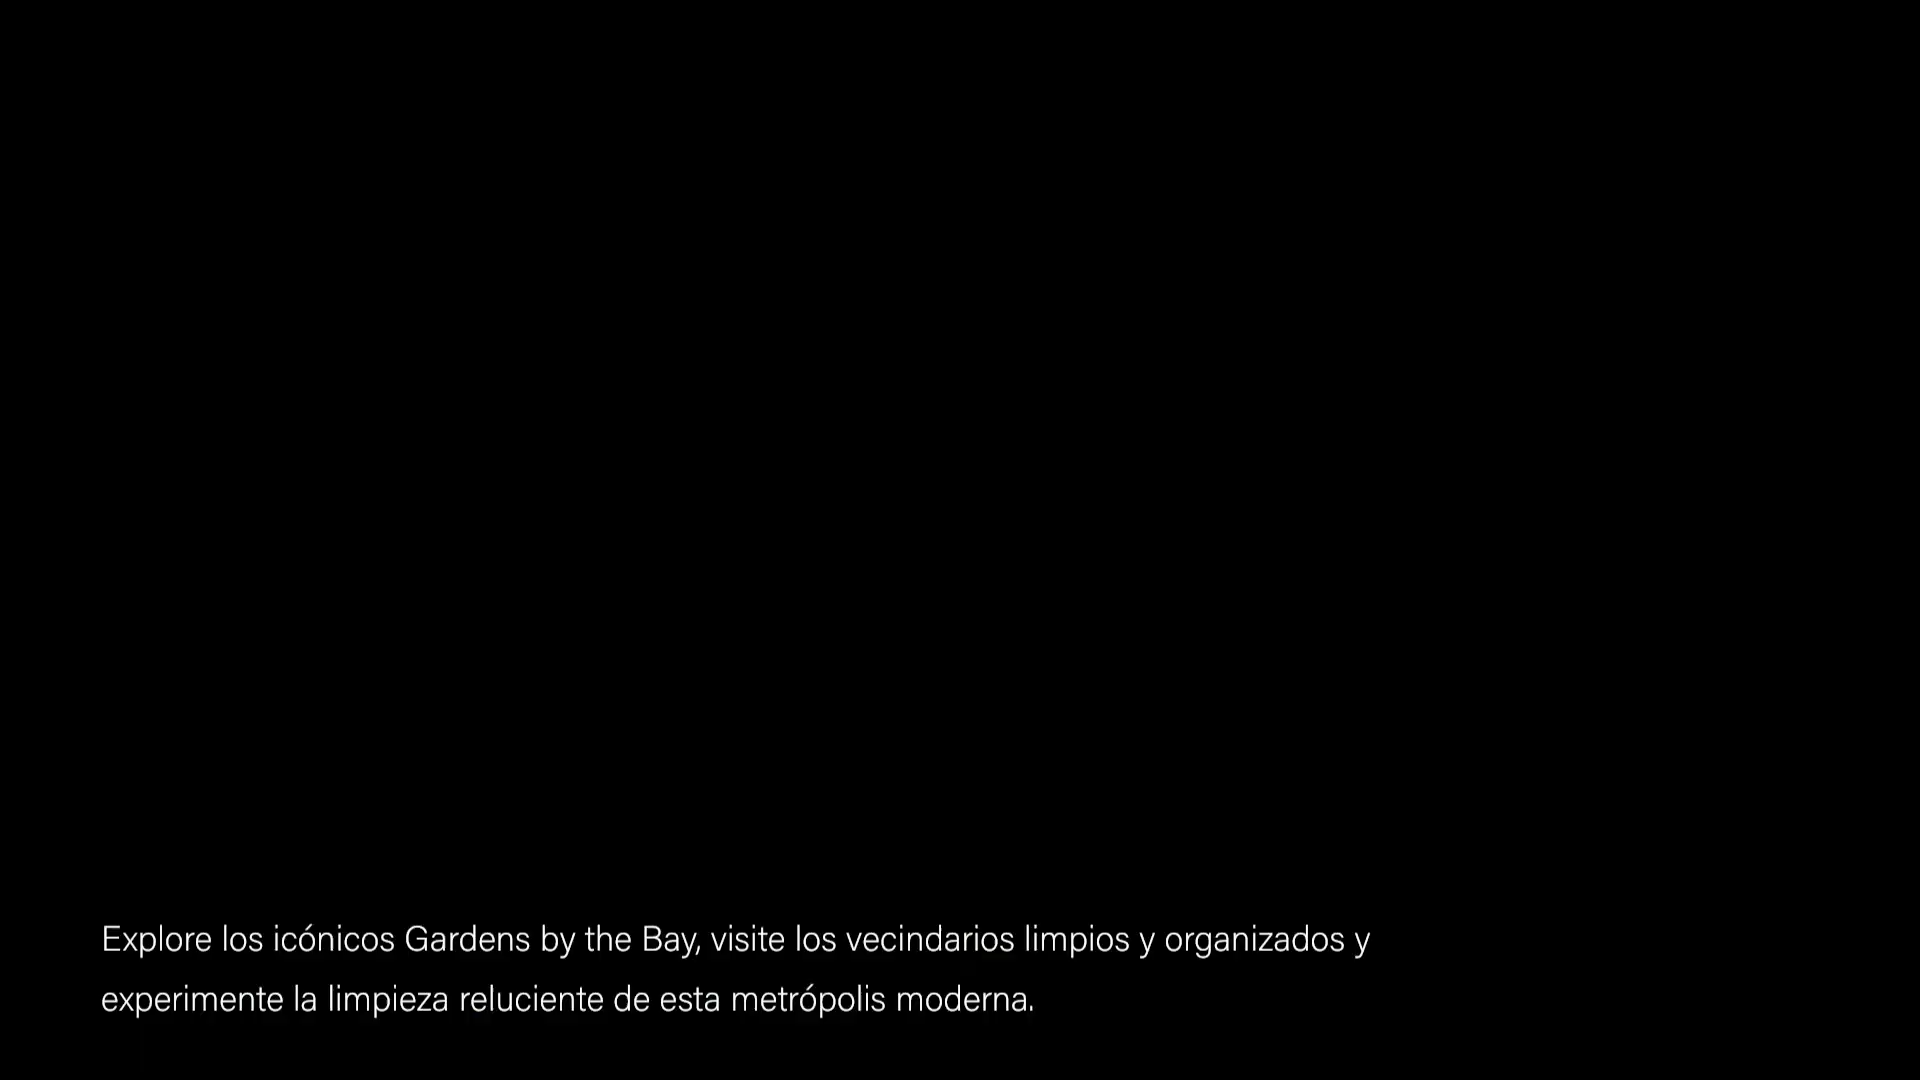 Explore los icónicos Gardens by the Bay, visite los vecindarios limpios y organizados y
experimente la limpieza reluciente de esta metrópolis moderna.